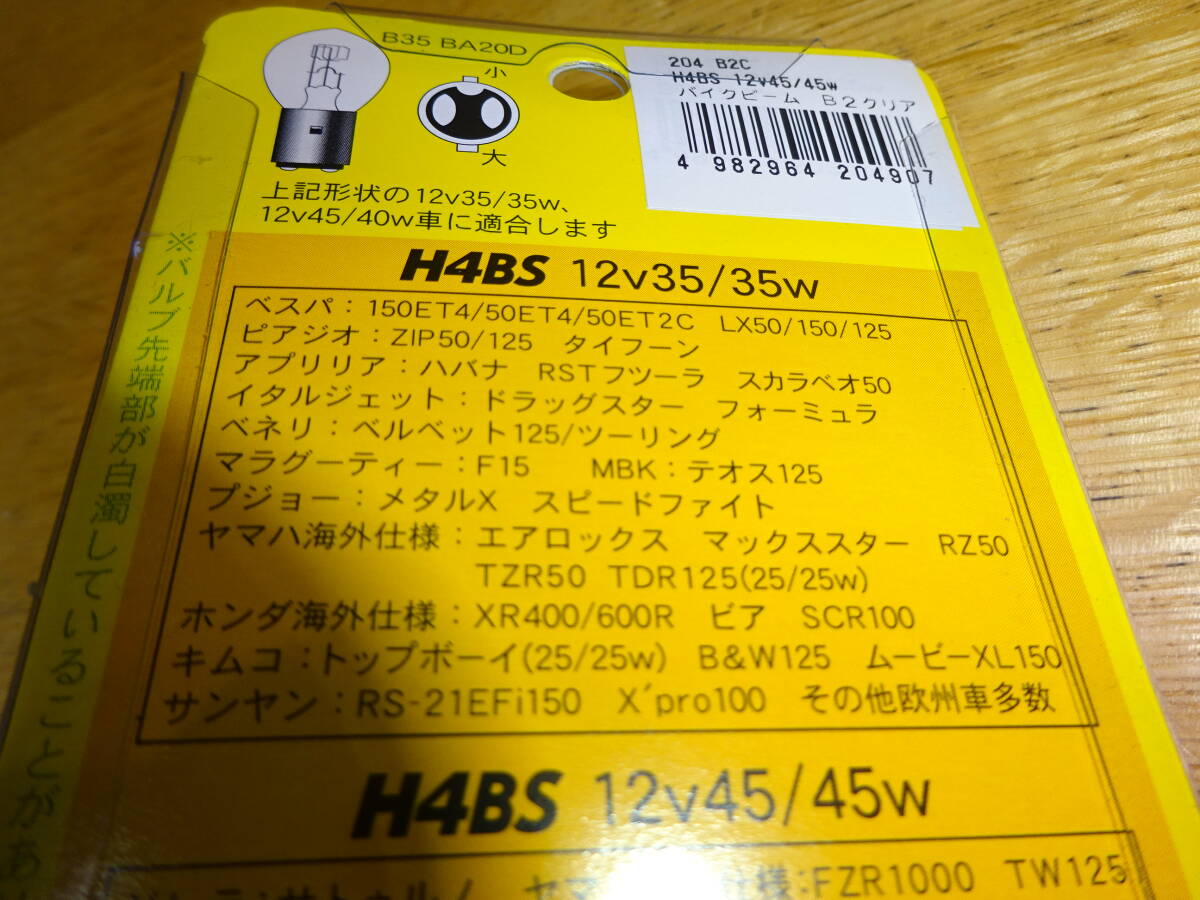 B35 BA20D
小
大
204 B2C
H4BS 12v45/45w
バイクビーム B2クリア
4 982964 204907
上記形状の12v35/35w、
12v45/40w車に適合します
※バルブ先端部が白濁していることがあ
H4BS 12v35/35w
ベスパ：150ET4/50ET4/50ET2C LX50/150/125
ピアジオ：ZIP50/125 タイフーン
アプリリア：ハバナ RSTフツーラ スカラベオ50
イタルジェット：ドラッグスター フォーミュラ
ベネリ：ベルベット125/ツーリング
マラグーティー：F15 MBK：テオス125
プジョー：メタルX スピードファイト
ヤマハ海外仕様：エアロックス マックススター RZ50
TZR50 TDR125(25/25w)
ホンダ海外仕様：XR400/600R ビア SCR100
キムコ：トップボーイ(25/25w) B&W125 ムービーXL150
サンヤン：RS-21EFi150 X'pro100 その他欧州車多数
H4BS 12v45/45w
FZR1000 TW125